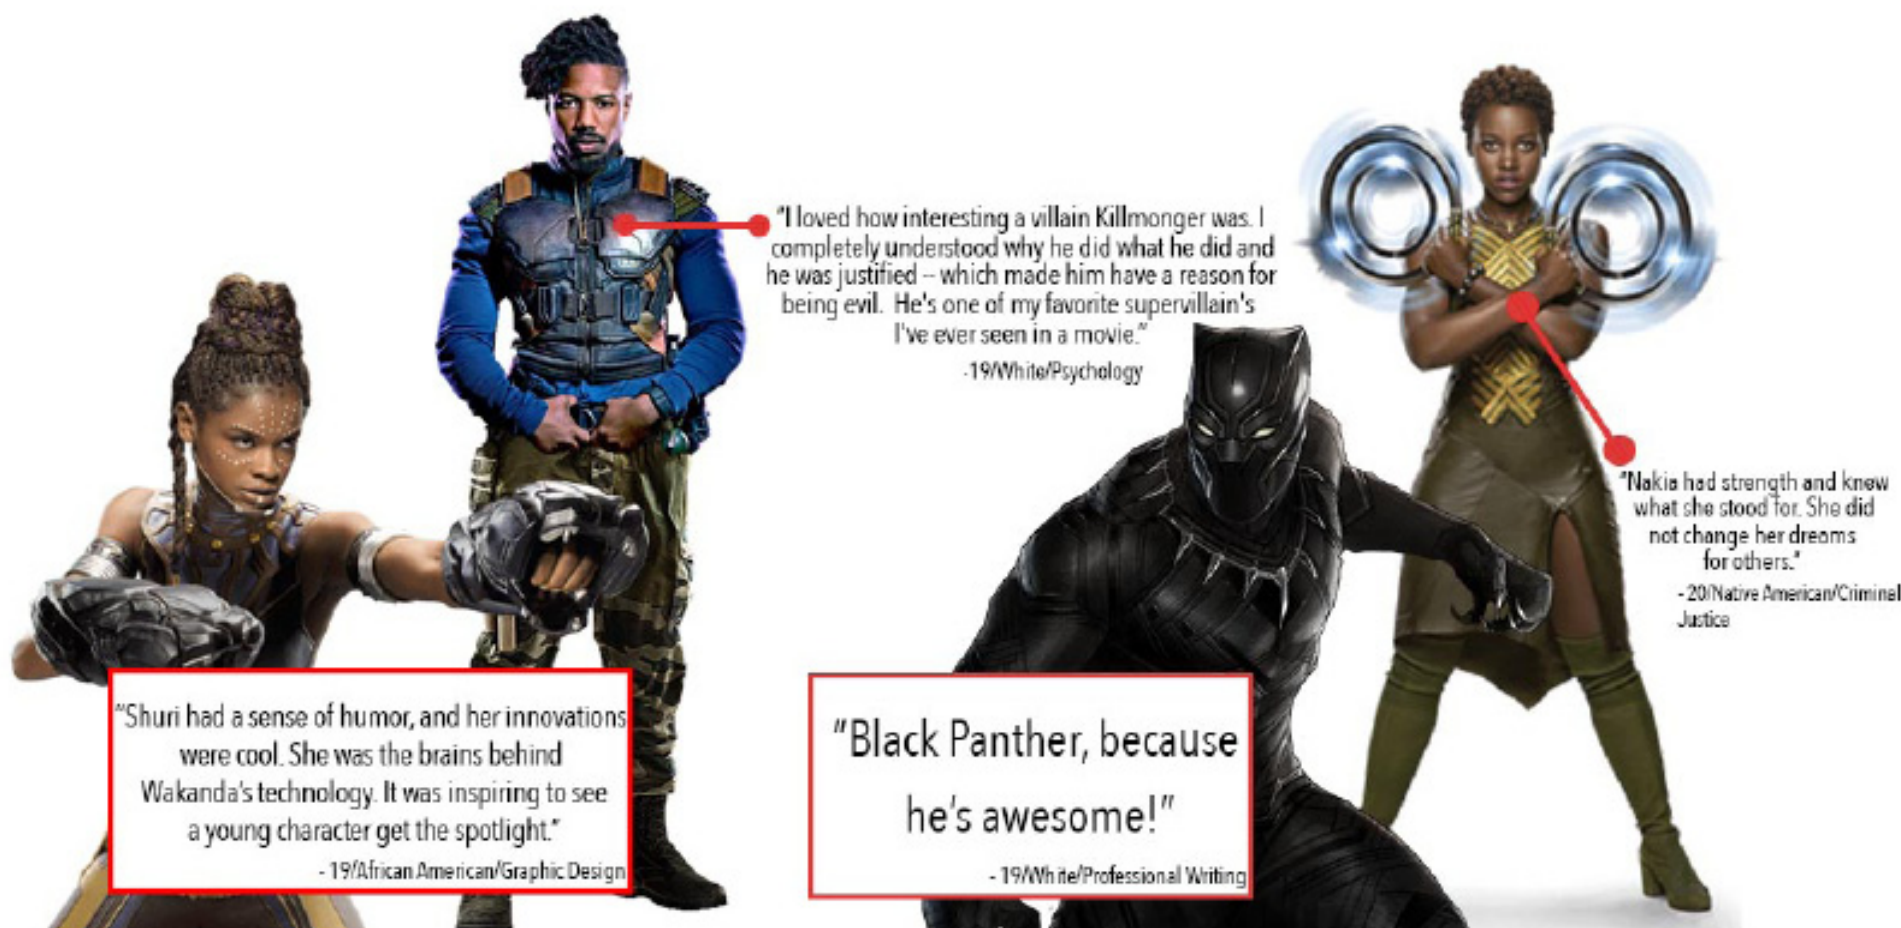 "I loved how interesting a villain Killmonger was. I
completely understood why he did what he did and
he was justified -- which made him have a reason for
being evil.  He's one of my favorite supervillain's
I've ever seen in a movie."
-19/White/Psychology
"Nakia had strength and knew
what she stood for. She did
not change her dreams
for others."
- 20/Native American/Criminal
Justice
"Shuri had a sense of humor, and her innovations
were cool. She was the brains behind
Wakanda's technology. It was inspiring to see
a young character get the spotlight."
- 19/African American/Graphic Design
"Black Panther, because
he's awesome!"
- 19/White/Professional Writing